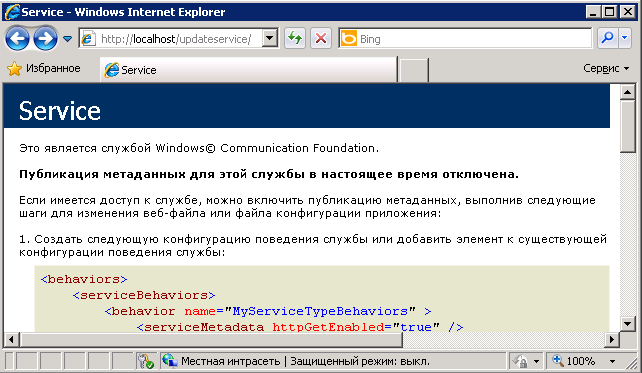 Service - Windows Internet Explorer
http://localhost/updateservice/
Bing
Избранное
Service
Сервис
Service
Это является службой Windows© Communication Foundation.
Публикация метаданных для этой службы в настоящее время отключена.
Если имеется доступ к службе, можно включить публикацию метаданных, выполнив следующие
шаги для изменения веб-файла или файла конфигурации приложения:
1. Создать следующую конфигурацию поведения службы или добавить элемент к существующей
конфигурации поведения службы:
<behaviors>
<serviceBehaviors>
<behavior name="MyServiceTypeBehaviors" >
<serviceMetadata httpGetEnabled="true" />
Местная интрасеть | Защищенный режим: выкл.
100%